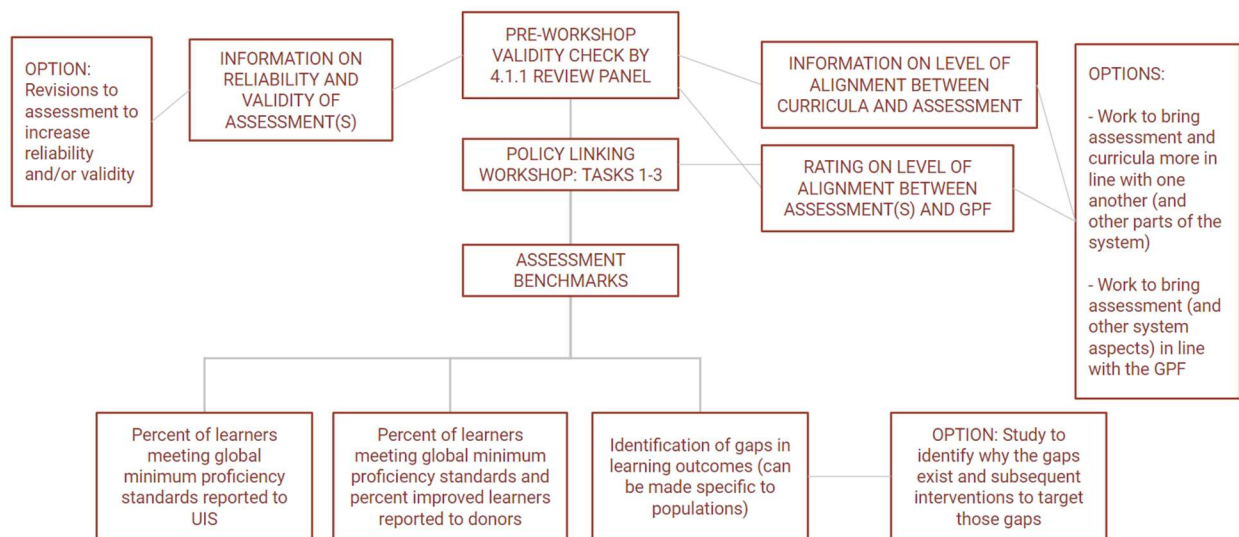 OPTION:
Revisions to
assessment to
increase
reliability
and/or validity
INFORMATION ON
RELIABILITY AND
VALIDITY OF
ASSESSMENT(S)
PRE-WORKSHOP
VALIDITY CHECK BY
4.1.1 REVIEW PANEL
INFORMATION ON LEVEL OF
ALIGNMENT BETWEEN
CURRICULA AND ASSESSMENT
OPTIONS:
- Work to bring
assessment and
curricula more in
line with one
another (and
other parts of the
system)
- Work to bring
assessment (and
other system
aspects) in line
with the GPF
POLICY LINKING
WORKSHOP: TASKS 1-3
RATING ON LEVEL OF
ALIGNMENT BETWEEN
ASSESSMENT(S) AND GPF
ASSESSMENT
BENCHMARKS
Percent of learners
meeting global
minimum proficiency
standards reported to
UIS
Percent of learners
meeting global minimum
proficiency standards and
percent improved learners
reported to donors
Identification of gaps in
learning outcomes (can
be made specific to
populations)
OPTION: Study to
identify why the gaps
exist and subsequent
interventions to target
those gaps